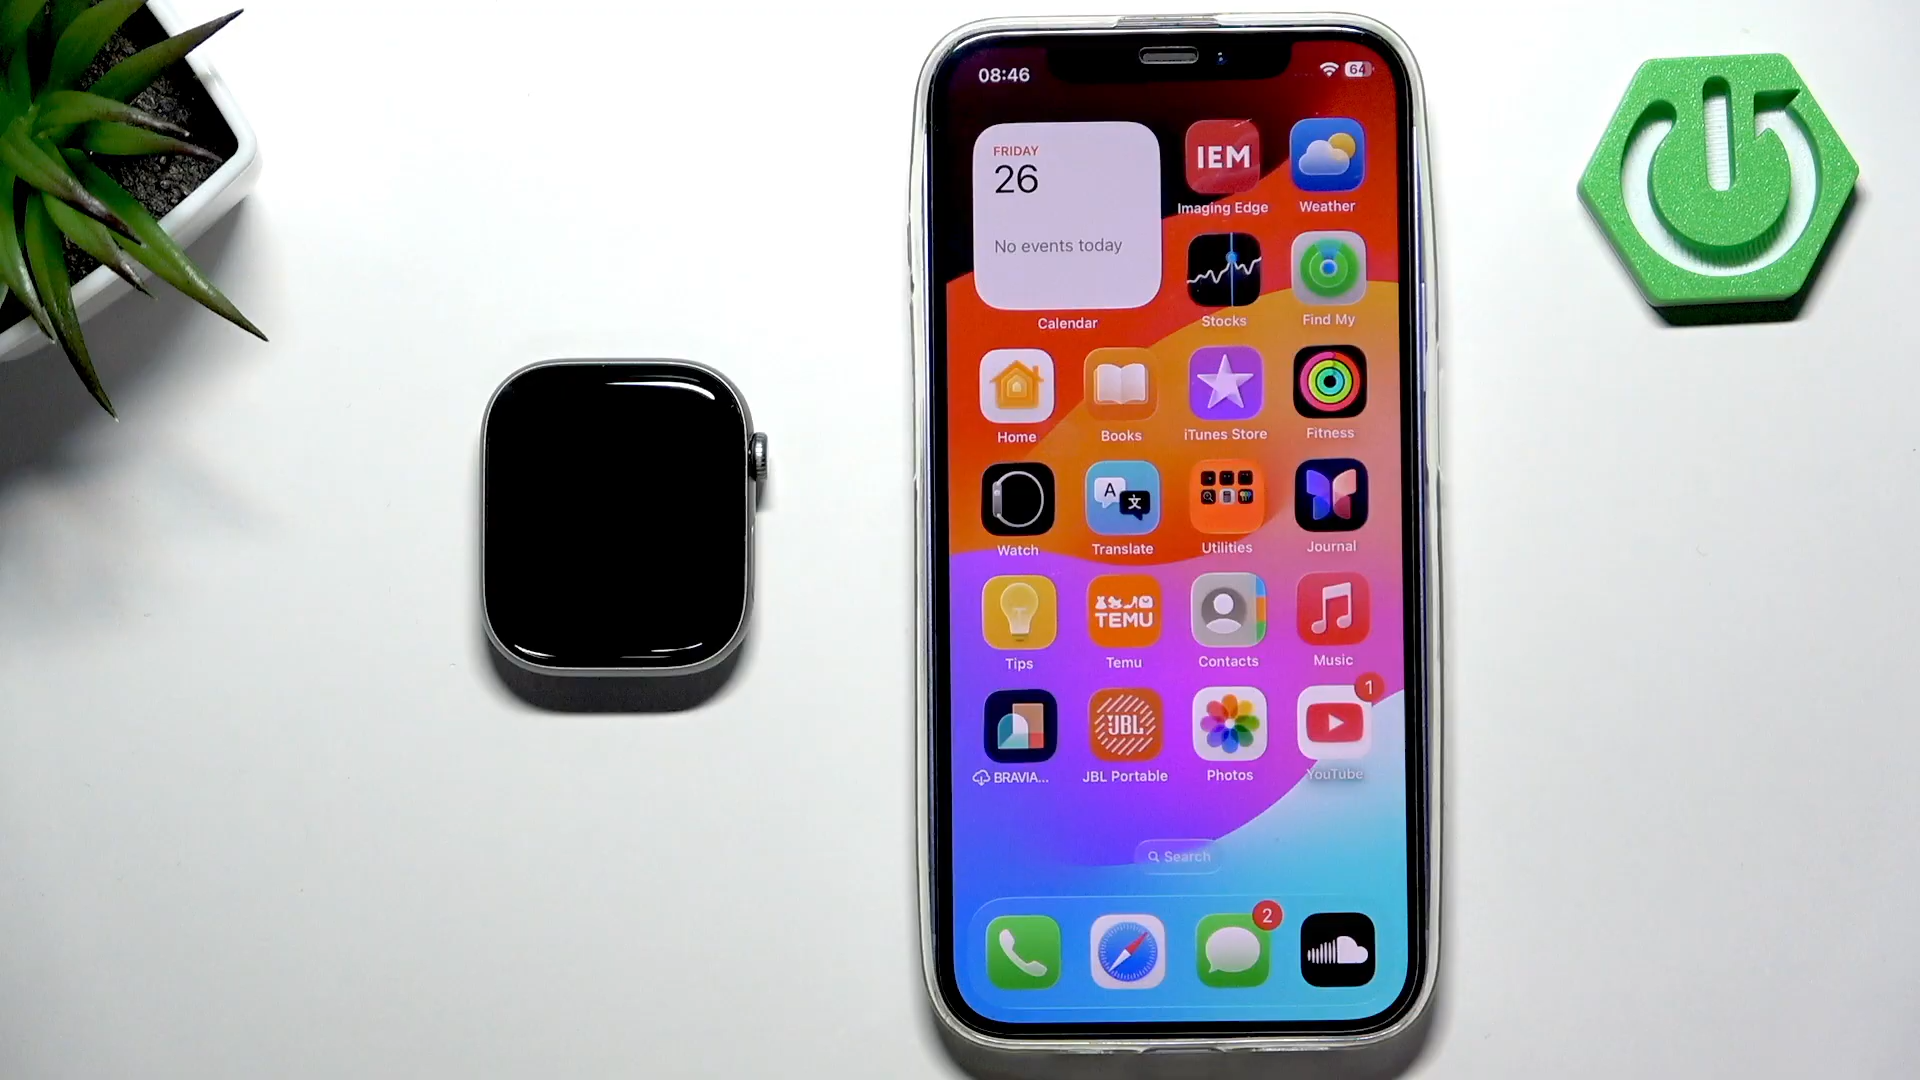 08:46
64
FRIDAY
26
No events today
Calendar
IEM
Imaging Edge
Weather
Stocks
Find My
Home
Books
iTunes Store
Fitness
Watch
A
文
Translate
Utilities
Journal
Tips
TEMU
Temu
Contacts
Music
1
BRAVIA...
JBL
JBL Portable
Photos
YouTube
Search
2